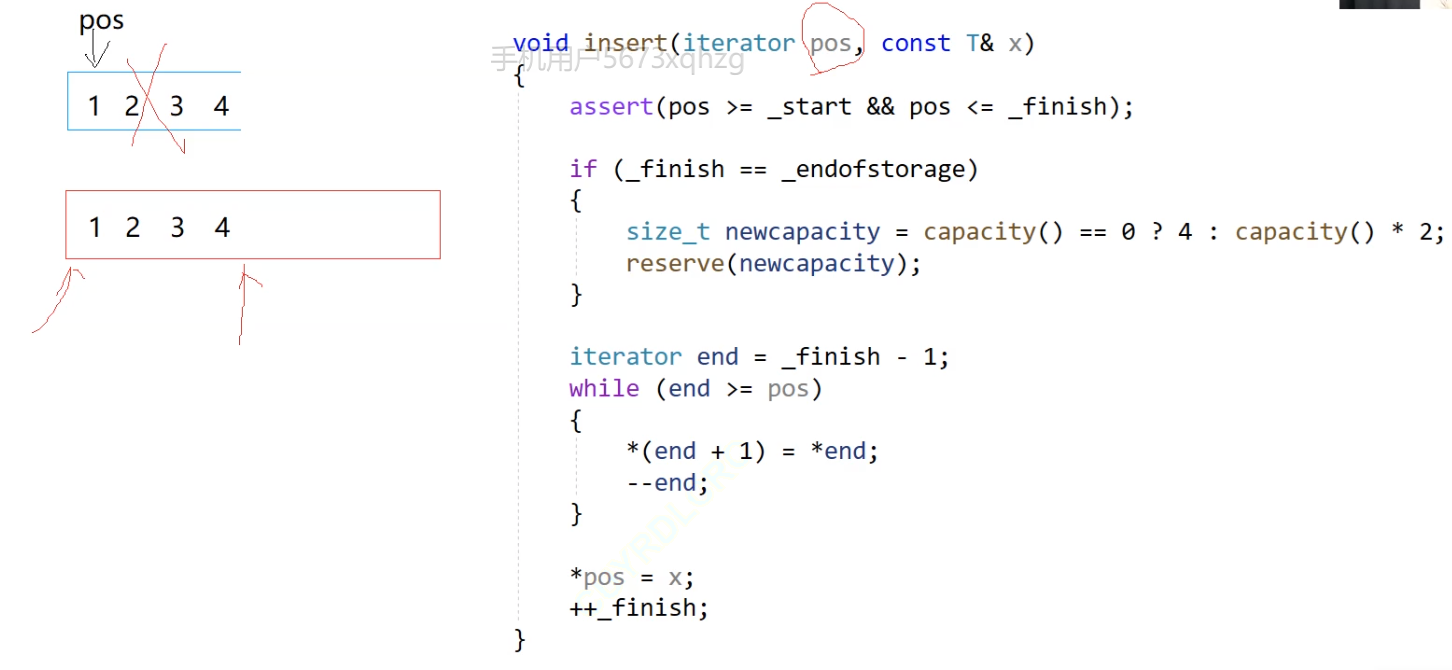 pos
1 2 3 4
1 2 3 4
void insert(iterator pos, const T& x)
手机用户5673xqhzg
{
assert(pos >= _start && pos <= _finish);
if (_finish == _endofstorage)
{
size_t newcapacity = capacity() == 0 ? 4 : capacity() * 2;
reserve(newcapacity);
}
iterator end = _finish - 1;
while (end >= pos)
{
*(end + 1) = *end;
--end;
}
*pos = x;
++_finish;
}